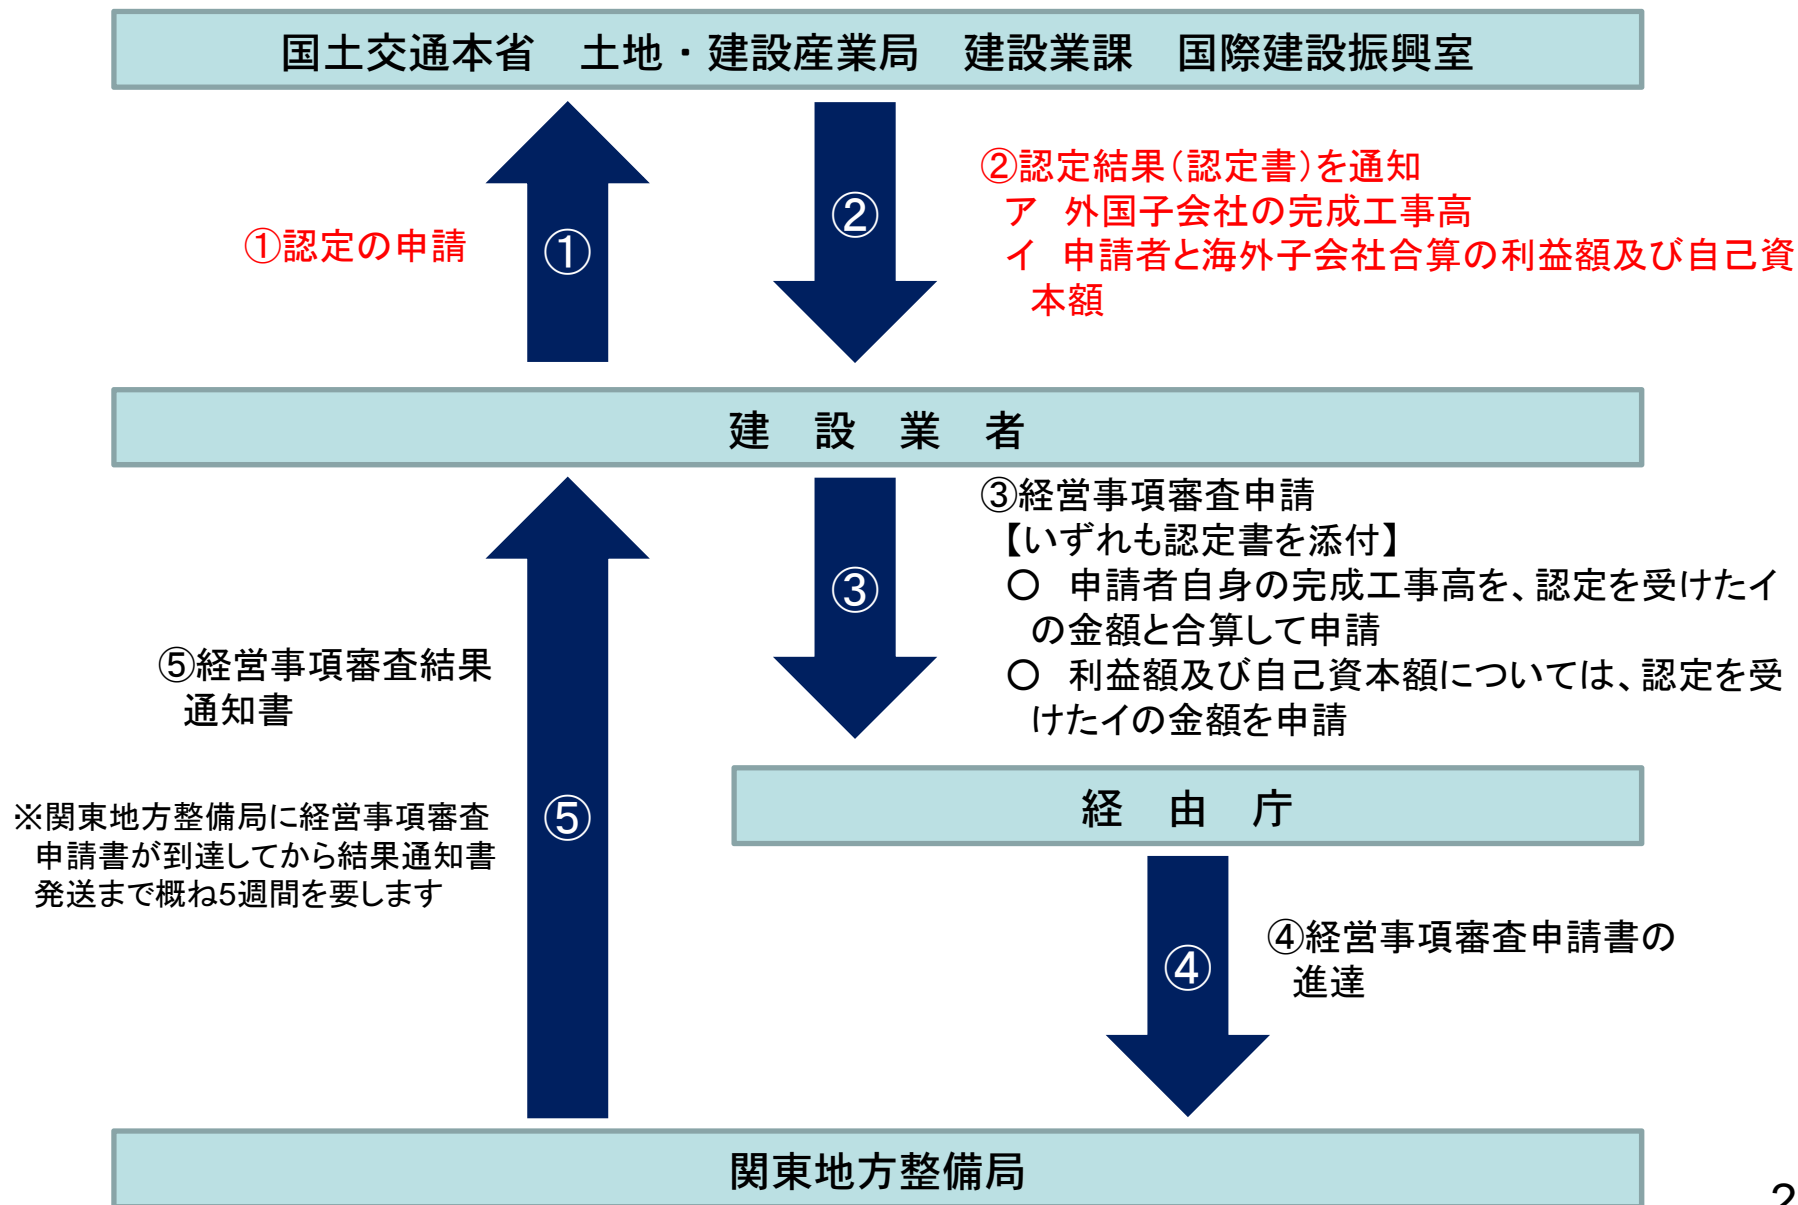 国土交通本省　土地・建設産業局　建設業課　国際建設振興室
①認定の申請
①
②
②認定結果（認定書）を通知
ア　外国子会社の完成工事高
イ　申請者と海外子会社合算の利益額及び自己資
本額
建　設　業　者
③
③経営事項審査申請
【いずれも認定書を添付】
○　申請者自身の完成工事高を、認定を受けたイ
の金額と合算して申請
○　利益額及び自己資本額については、認定を受
けたイの金額を申請
⑤経営事項審査結果
通知書
※関東地方整備局に経営事項審査
申請書が到達してから結果通知書
発送まで概ね5週間を要します
⑤
経　由　庁
④
④経営事項審査申請書の
進達
関東地方整備局
2